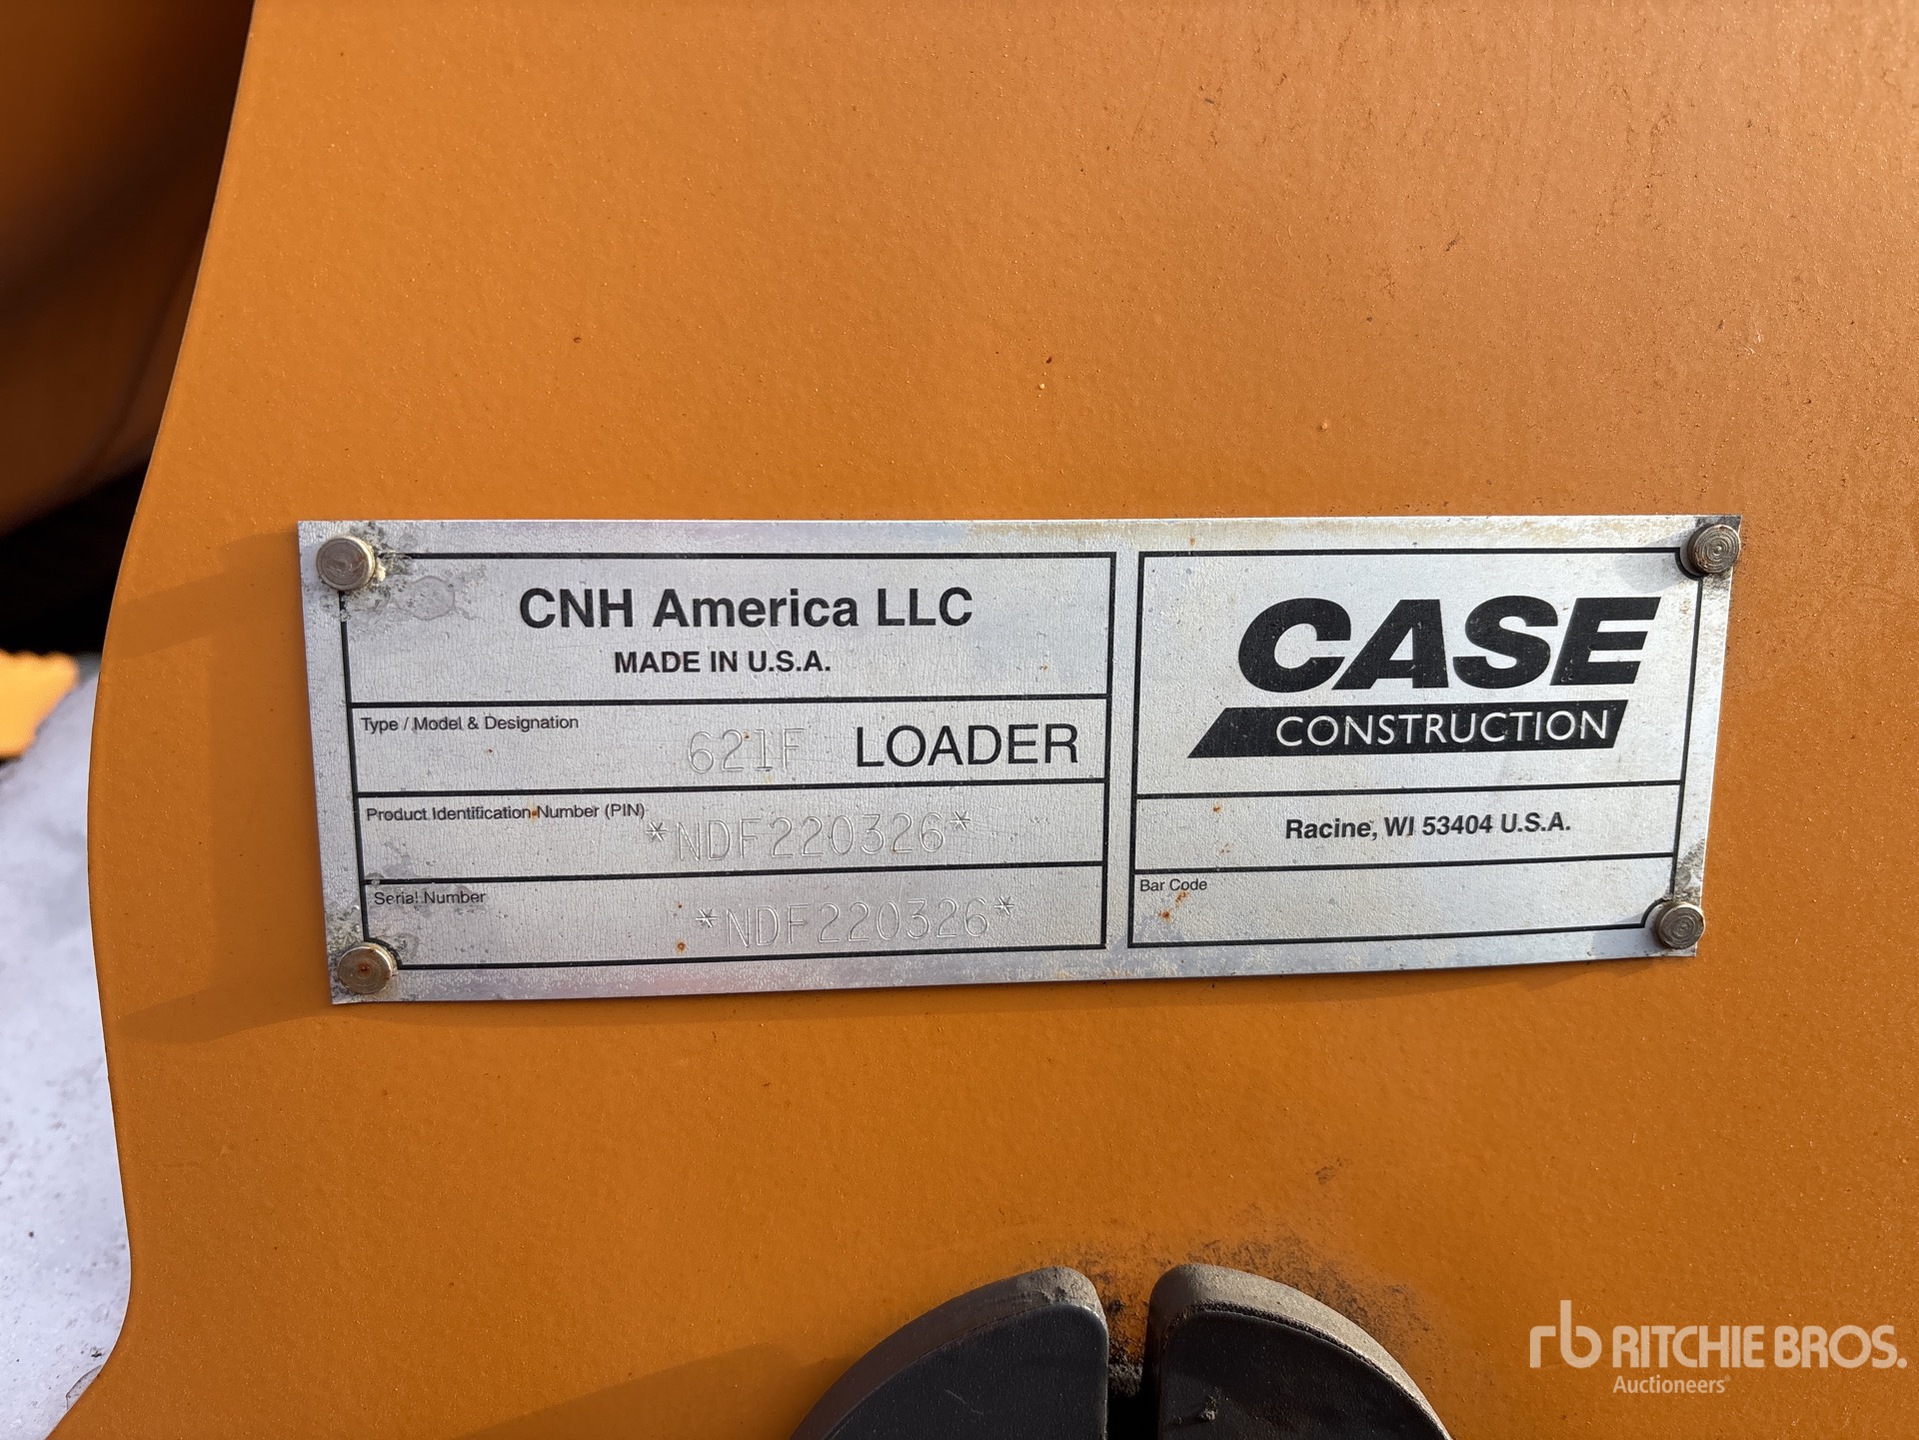 CNH America LLC
MADE IN U.S.A.
Type / Model & Designation
621F LOADER
Product Identification Number (PIN)
*NDF220326*
Serial Number
*NDF220326*
CASE
CONSTRUCTION
Racine, WI 53404 U.S.A.
Bar Code
rb RITCHIE BROS.
Auctioneers